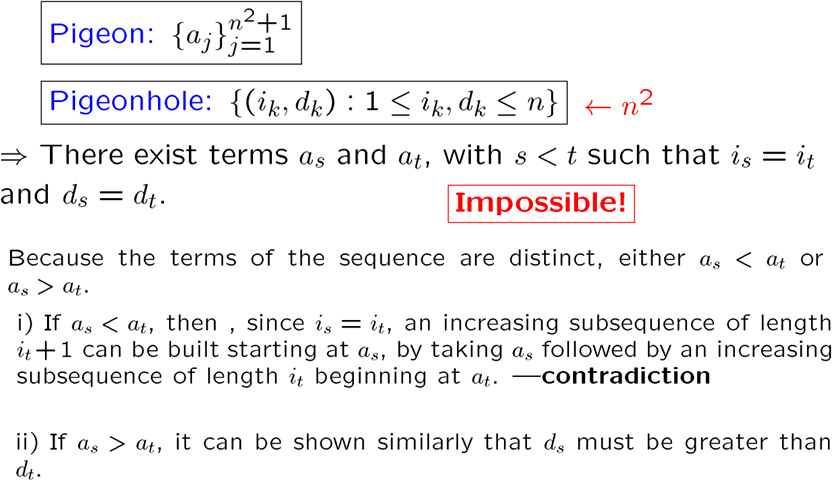 Pigeon: {a_j}_{j=1}^{n^2+1}
Pigeonhole: {(i_k, d_k) : 1 ≤ i_k, d_k ≤ n} ← n^2
⇒ There exist terms a_s and a_t, with s < t such that i_s = i_t
and d_s = d_t.
Impossible!
Because the terms of the sequence are distinct, either a_s < a_t or
a_s > a_t.
i) If a_s < a_t, then , since i_s = i_t, an increasing subsequence of length
i_t + 1 can be built starting at a_s, by taking a_s followed by an increasing
subsequence of length i_t beginning at a_t. —contradiction
ii) If a_s > a_t, it can be shown similarly that d_s must be greater than
d_t.